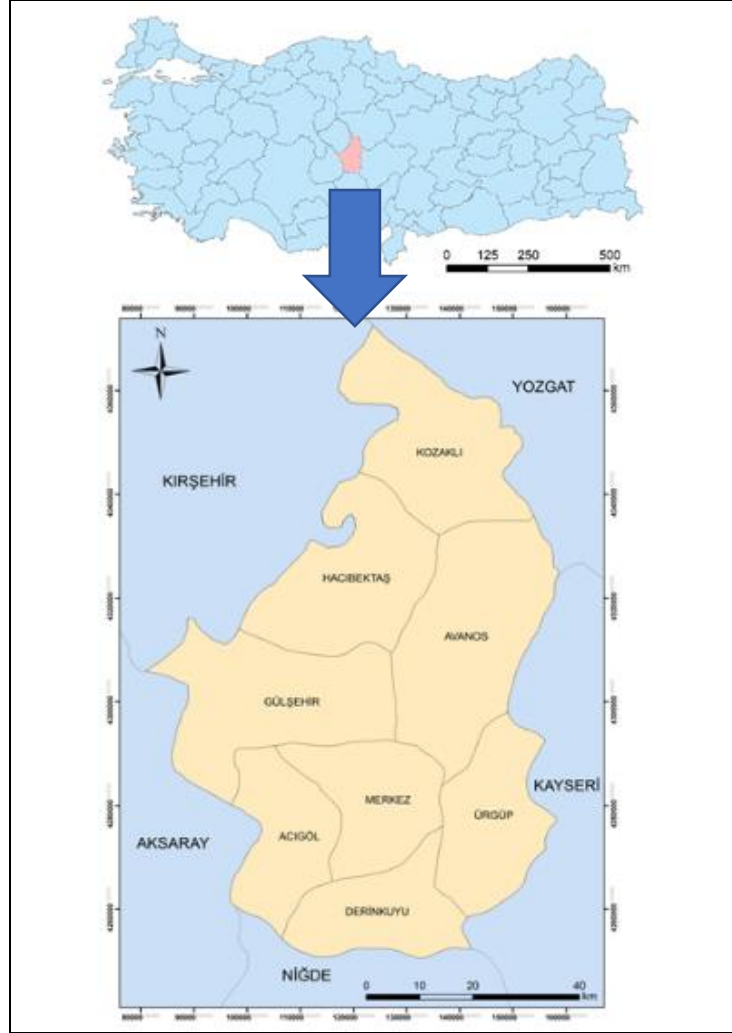 0 125 250 500
km
N
YOZGAT
KOZAKLI
KIRŞEHİR
HACIBEKTAŞ
AVANOS
GÜLŞEHİR
KAYSERİ
MERKEZ
ÜRGÜP
ACIGÖL
AKSARAY
DERİNKUYU
NİĞDE
0 10 20 40
km